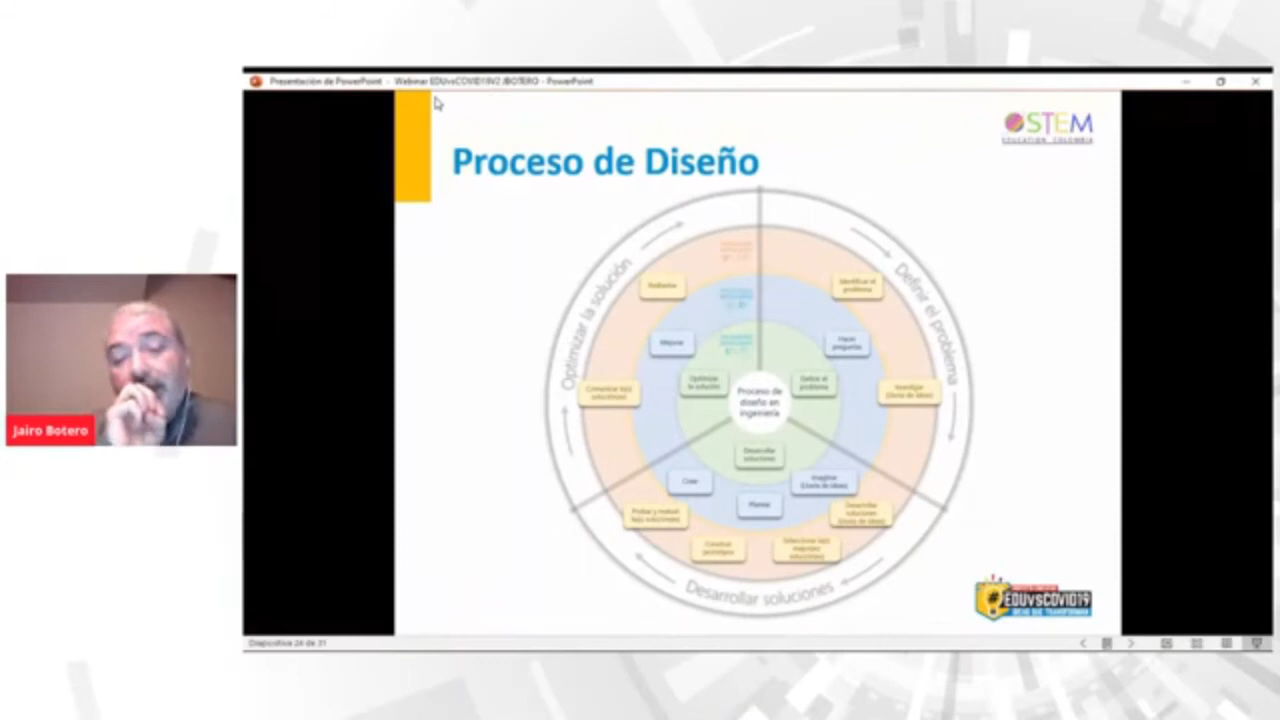 Presentación de PowerPoint - Webinar EDUvsCOVID19V2 JBOTERO - PowerPoint
STEM
EDUCATION COLOMBIA
Proceso de Diseño
Optimizar la solución
Definir el problema
Desarrollar soluciones
Rediseñar
Identificar el
problema
Mejorar
Hacer
preguntas
Optimizar
la solución
Definir el
problema
Comunicar la(s)
solución(es)
Investigar
(lluvia de ideas)
Proceso de
diseño en
ingeniería
Desarrollar
soluciones
Crear
Imaginar
(lluvia de ideas)
Planear
Probar y evaluar
la(s) solución(es)
Desarrollar
soluciones
(lluvia de ideas)
Construir
prototipos
Seleccionar la(s)
mejor(es)
solución(es)
Jairo Botero
#EDUvsCOVID19
IDEAS QUE TRANSFORMAN
Diapositiva 24 de 31